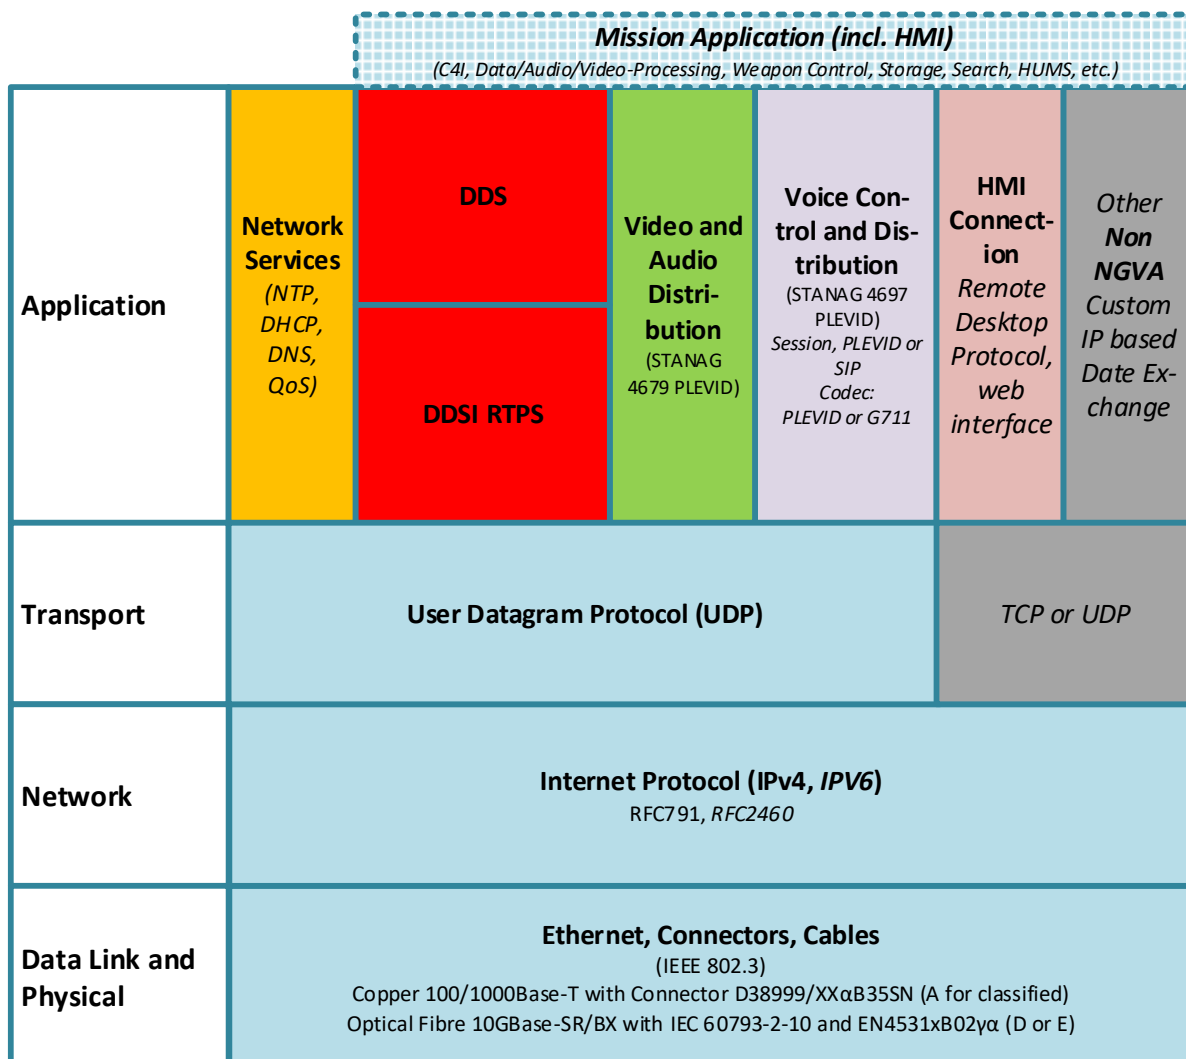 Mission Application (incl. HMI)
(C4I, Data/Audio/Video-Processing, Weapon Control, Storage, Search, HUMS, etc.)
Application
Network
Services
(NTP,
DHCP,
DNS,
QoS)
DDS
DDSI RTPS
Video and
Audio
Distri-
bution
(STANAG
4679 PLEVID)
Voice Con-
trol and Dis-
tribution
(STANAG 4697
PLEVID)
Session, PLEVID or
SIP
Codec:
PLEVID or G711
HMI
Connect-
ion
Remote
Desktop
Protocol,
web
interface
Other
Non
NGVA
Custom
IP based
Date Ex-
change
Transport
User Datagram Protocol (UDP)
TCP or UDP
Network
Internet Protocol (IPv4, IPV6)
RFC791, RFC2460
Data Link and
Physical
Ethernet, Connectors, Cables
(IEEE 802.3)
Copper 100/1000Base-T with Connector D38999/XXαB35SN (A for classified)
Optical Fibre 10GBase-SR/BX with IEC 60793-2-10 and EN4531xB02γα (D or E)